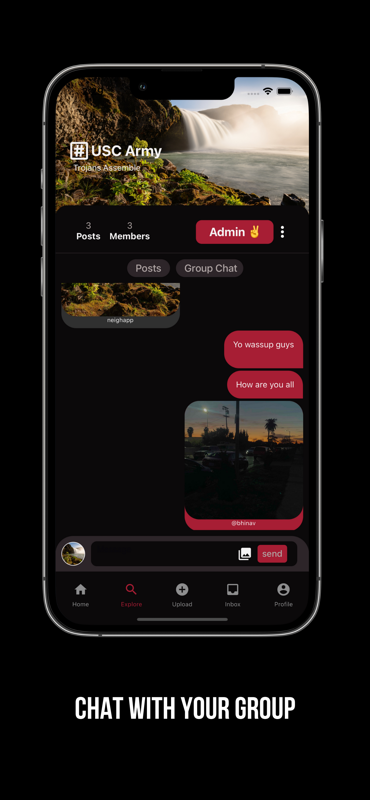 # USC Army
Trojans Assemble
3 3
Posts Members
Admin ✌️
Posts Group Chat
neighapp
Yo wassup guys
How are you all
@bhinav
send
Home Explore Upload Inbox Profile
CHAT WITH YOUR GROUP